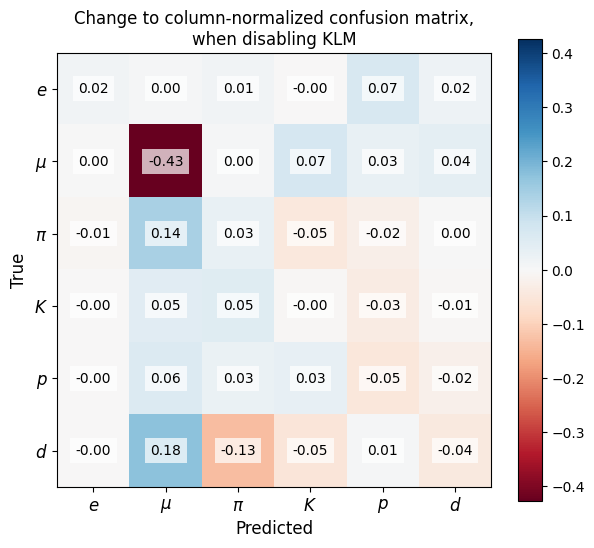 Change to column-normalized confusion matrix,
when disabling KLM
e 0.02 0.00 0.01 -0.00 0.07 0.02
μ 0.00 -0.43 0.00 0.07 0.03 0.04
π -0.01 0.14 0.03 -0.05 -0.02 0.00
K -0.00 0.05 0.05 -0.00 -0.03 -0.01
p -0.00 0.06 0.03 0.03 -0.05 -0.02
d -0.00 0.18 -0.13 -0.05 0.01 -0.04
e μ π K p d
True
Predicted
0.4
0.3
0.2
0.1
0.0
−0.1
−0.2
−0.3
−0.4